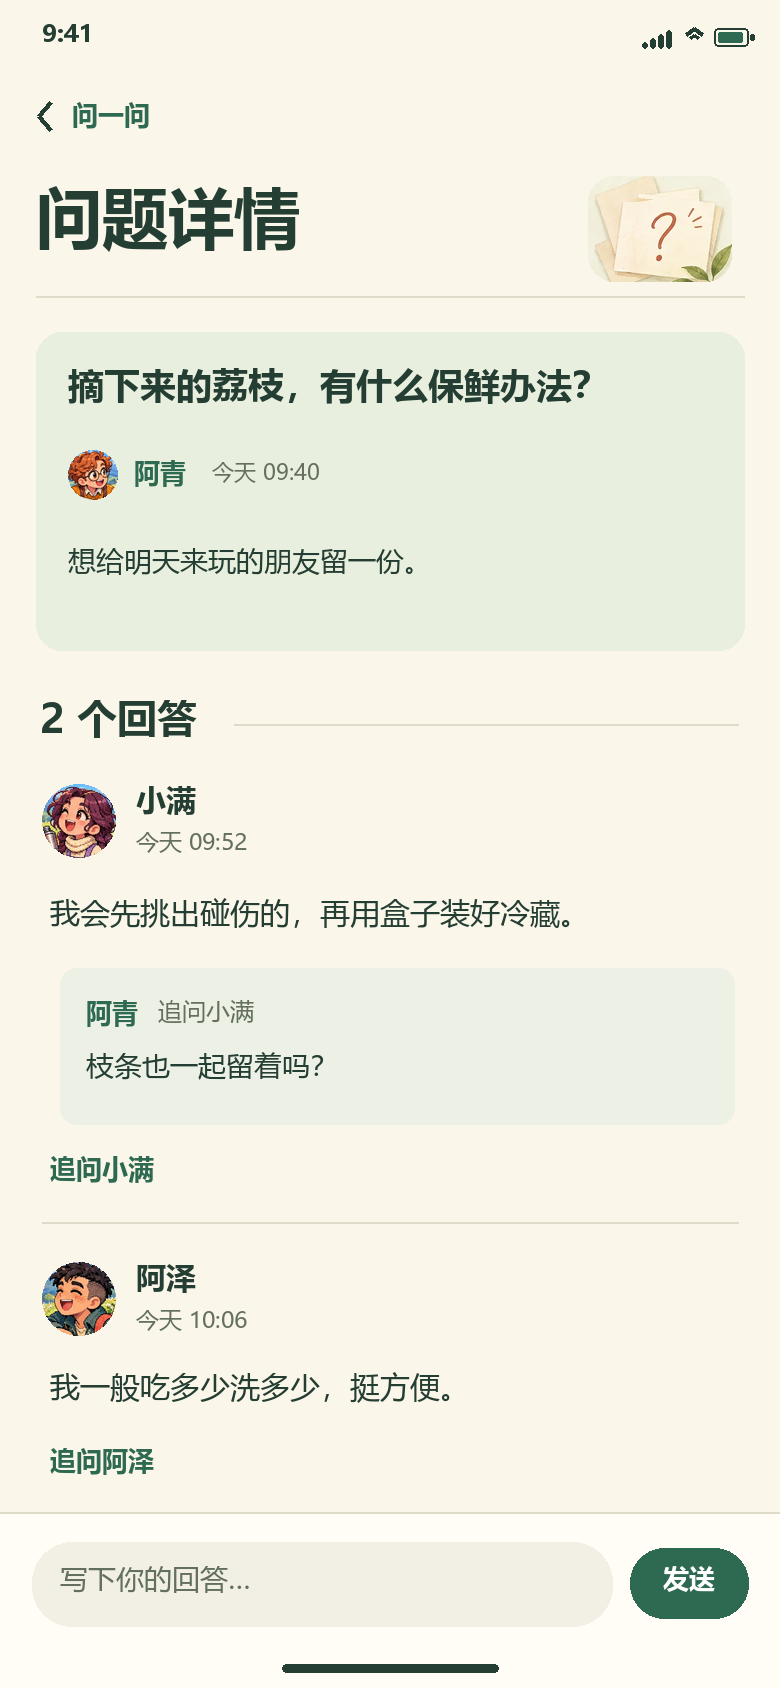 9:41
问一问
问题详情
?
摘下来的荔枝，有什么保鲜办法？
阿青 今天 09:40
想给明天来玩的朋友留一份。
2 个回答
小满
今天 09:52
我会先挑出碰伤的，再用盒子装好冷藏。
阿青 追问小满
枝条也一起留着吗？
追问小满
阿泽
今天 10:06
我一般吃多少洗多少，挺方便。
追问阿泽
写下你的回答...
发送